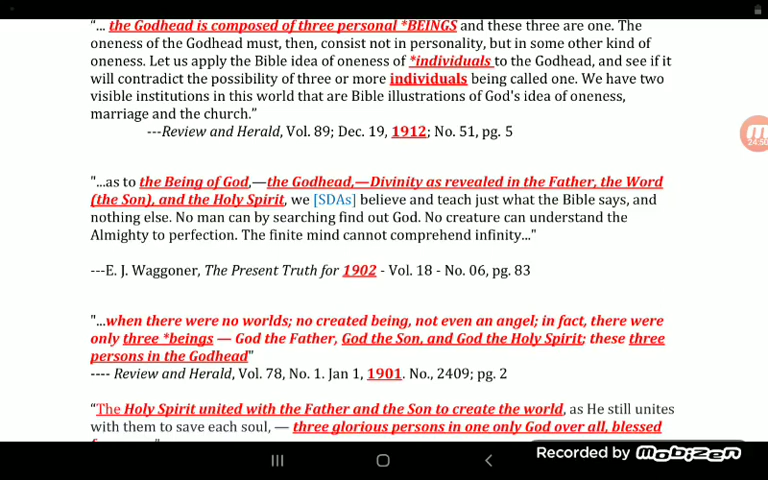 "... the Godhead is composed of three personal *BEINGS and these three are one. The
oneness of the Godhead must, then, consist not in personality, but in some other kind of
oneness. Let us apply the Bible idea of oneness of *individuals to the Godhead, and see if it
will contradict the possibility of three or more individuals being called one. We have two
visible institutions in this world that are Bible illustrations of God's idea of oneness,
marriage and the church."
---Review and Herald, Vol. 89; Dec. 19, 1912; No. 51, pg. 5
"...as to the Being of God,—the Godhead,—Divinity as revealed in the Father, the Word
(the Son), and the Holy Spirit, we [SDAs] believe and teach just what the Bible says, and
nothing else. No man can by searching find out God. No creature can understand the
Almighty to perfection. The finite mind cannot comprehend infinity..."
---E. J. Waggoner, The Present Truth for 1902 - Vol. 18 - No. 06, pg. 83
"...when there were no worlds; no created being, not even an angel; in fact, there were
only three *beings — God the Father, God the Son, and God the Holy Spirit; these three
persons in the Godhead"
---- Review and Herald, Vol. 78, No. 1. Jan 1, 1901. No., 2409; pg. 2
"The Holy Spirit united with the Father and the Son to create the world, as He still unites
with them to save each soul, — three glorious persons in one only God over all, blessed
24:50
Recorded by Mobizen